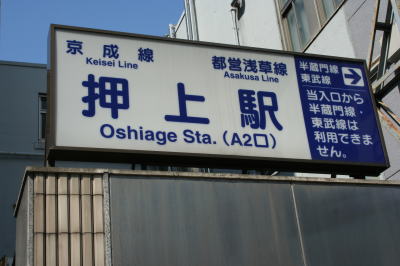 京成線
Keisei Line
都営浅草線
Asakusa Line
押上駅
Oshiage Sta.(A2口)
半蔵門線
東武線
→
当入口から
半蔵門線・
東武線は
利用できま
せん。